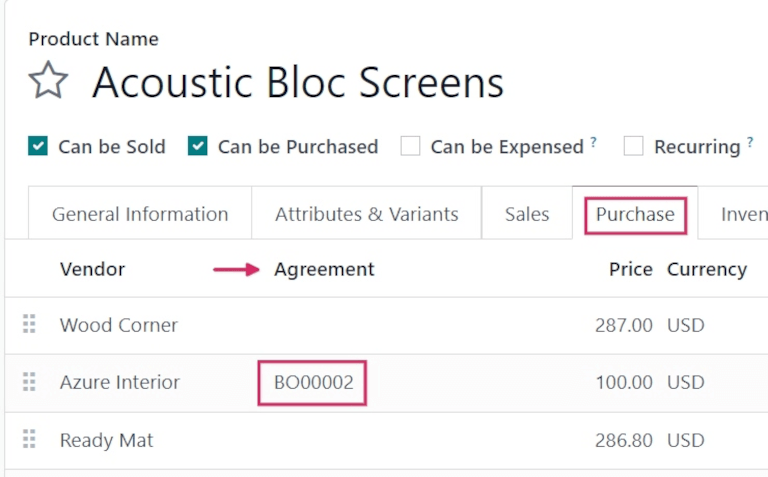 Product Name
Acoustic Bloc Screens
Can be Sold Can be Purchased Can be Expensed ? Recurring ?
General Information Attributes & Variants Sales Purchase Inven
Vendor Agreement Price Currency
Wood Corner 287.00 USD
Azure Interior BO00002 100.00 USD
Ready Mat 286.80 USD